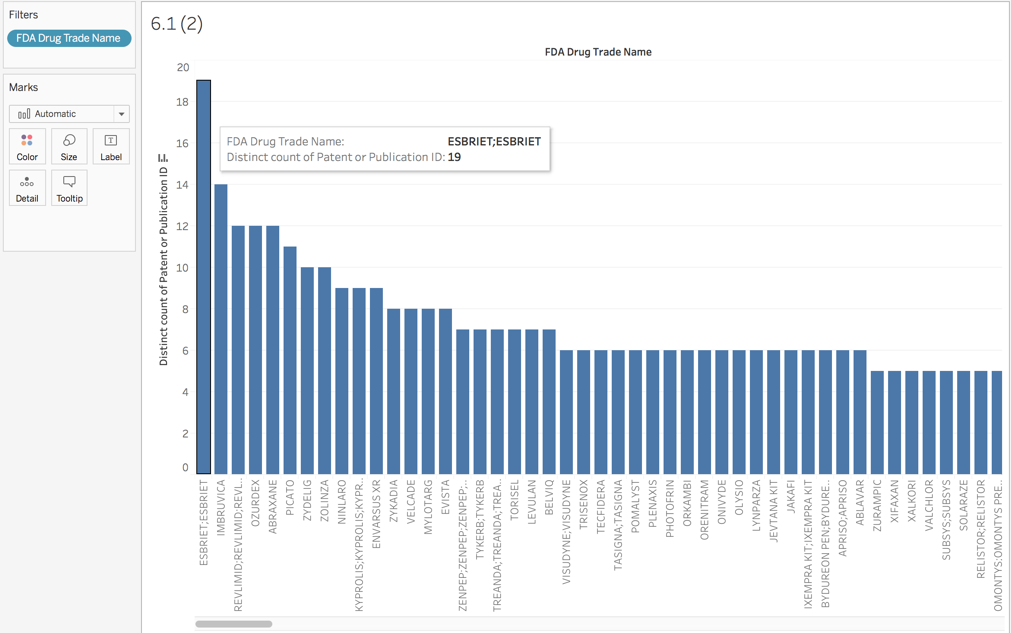 Filters
FDA Drug Trade Name
Marks
Automatic
Color
Size
Label
Detail
Tooltip
6.1 (2)
FDA Drug Trade Name
Distinct count of Patent or Publication ID
20
18
16
14
12
10
8
6
4
2
0
FDA Drug Trade Name: ESBRIET;ESBRIET
Distinct count of Patent or Publication ID: 19
ESBRIET;ESBRIET
IMBRUVICA
REVLIMID;REVLIMID;REVL..
OZURDEX
ABRAXANE
PICATO
ZYDELIG
ZOLINZA
NINLARO
KYPROLIS;KYPROLIS;KYPR..
ENVARSUS XR
ZYKADIA
VELCADE
MYLOTARG
EVISTA
ZENPEP;ZENPEP;ZENPEP;..
TYKERB;TYKERB
TREANDA;TREANDA;TREA..
TORISEL
LEVULAN
BELVIQ
VISUDYNE;VISUDYNE
TRISENOX
TECFIDERA
TASIGNA;TASIGNA
POMALYST
PLENAXIS
PHOTOFRIN
ORKAMBI
ORENITRAM
ONIVYDE
OLYSIO
LYNPARZA
JEVTANA KIT
JAKAFI
IXEMPRA KIT;IXEMPRA KIT
BYDUREON PEN;BYDURE..
APRISO;APRISO
ABLAVAR
ZURAMPIC
XIFAXAN
XALKORI
VALCHLOR
SUBSYS;SUBSYS
SOLARAZE
RELISTOR;RELISTOR
OMONTYS;OMONTYS PRE..